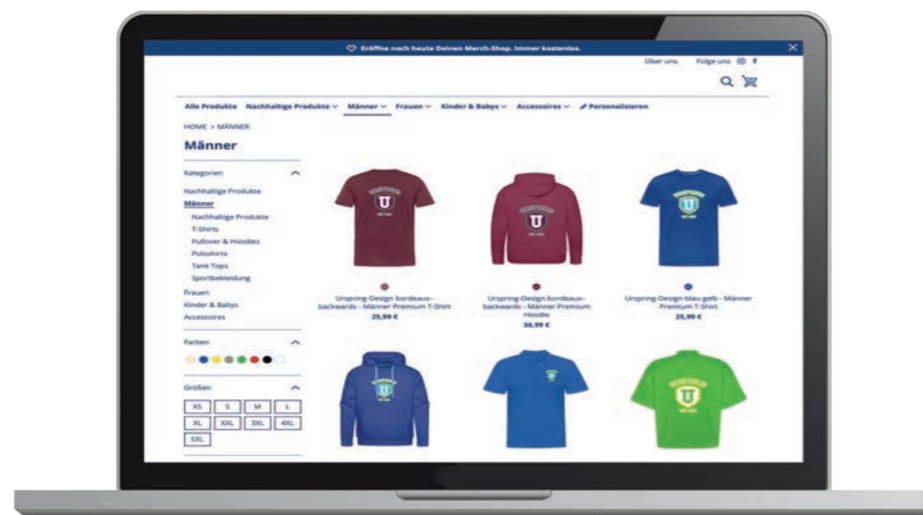 Eröffne noch heute Deinen Merch-Shop. Immer kostenlos.
Über uns Folge uns
Alle Produkte Nachhaltige Produkte Männer Frauen Kinder & Babys Accessoires Personalisieren
HOME > MÄNNER
Männer
Kategorien
Nachhaltige Produkte
Männer
Nachhaltige Produkte
T-Shirts
Pullover & Hoodies
Poloshirts
Tank Tops
Sportbekleidung
Frauen
Kinder & Babys
Accessoires
Farben
Größen
XS S M L
XL XXL 3XL 4XL
5XL
U
U
U
Urspring-Design bordeaux-
backwards - Männer Premium T-Shirt
25,99 €
Urspring-Design bordeaux-
backwards - Männer Premium
Hoodie
36,99 €
Urspring-Design blau-gelb - Männer
Premium T-Shirt
25,99 €
U
U
U